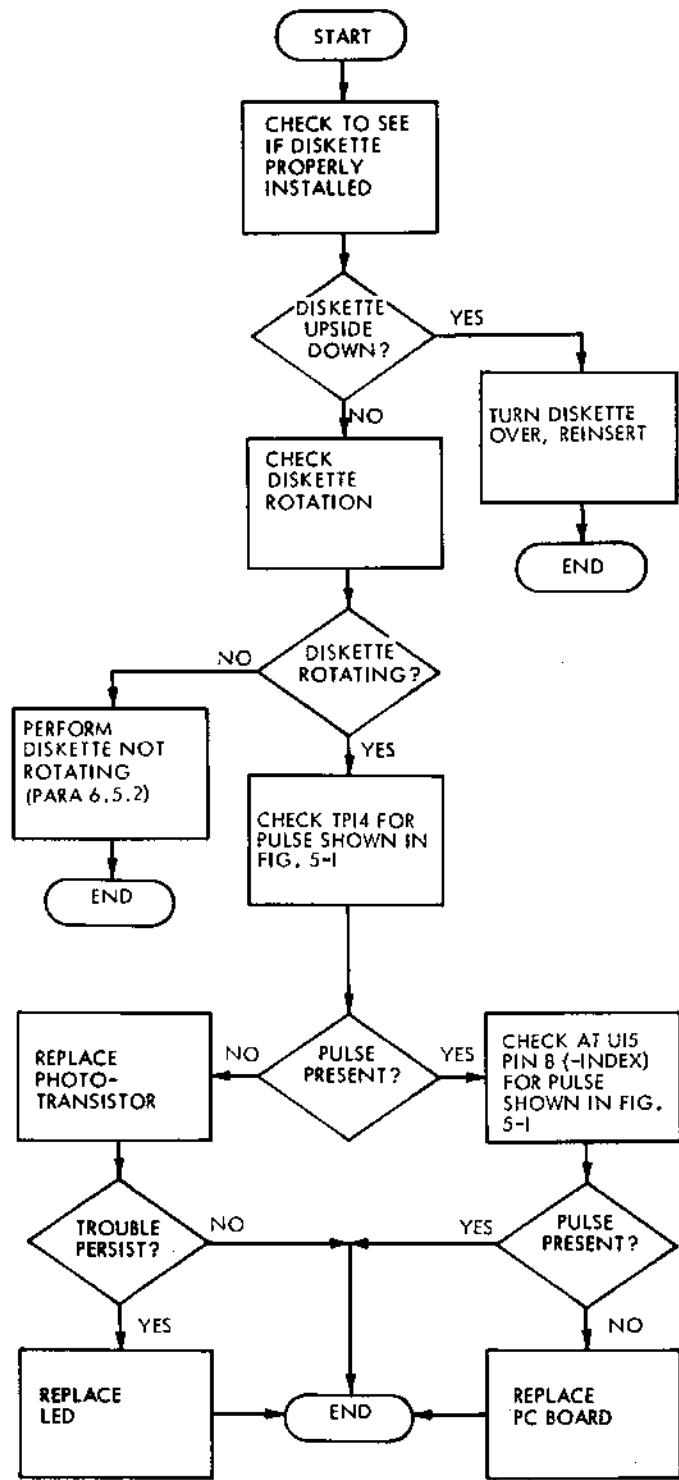 START
CHECK TO SEE
IF DISKETTE
PROPERLY
INSTALLED
DISKETTE
UPSIDE
DOWN?
YES
NO
TURN DISKETTE
OVER, REINSERT
END
CHECK
DISKETTE
ROTATION
DISKETTE
ROTATING?
NO
YES
PERFORM
DISKETTE NOT
ROTATING
(PARA 6.5.2)
END
CHECK TP14 FOR
PULSE SHOWN IN
FIG. 5-1
PULSE
PRESENT?
NO
YES
REPLACE
PHOTO-
TRANSISTOR
CHECK AT U15
PIN 8 (-INDEX)
FOR PULSE
SHOWN IN FIG.
5-1
TROUBLE
PERSIST?
NO
YES
YES
PULSE
PRESENT?
NO
REPLACE
LED
END
REPLACE
PC BOARD